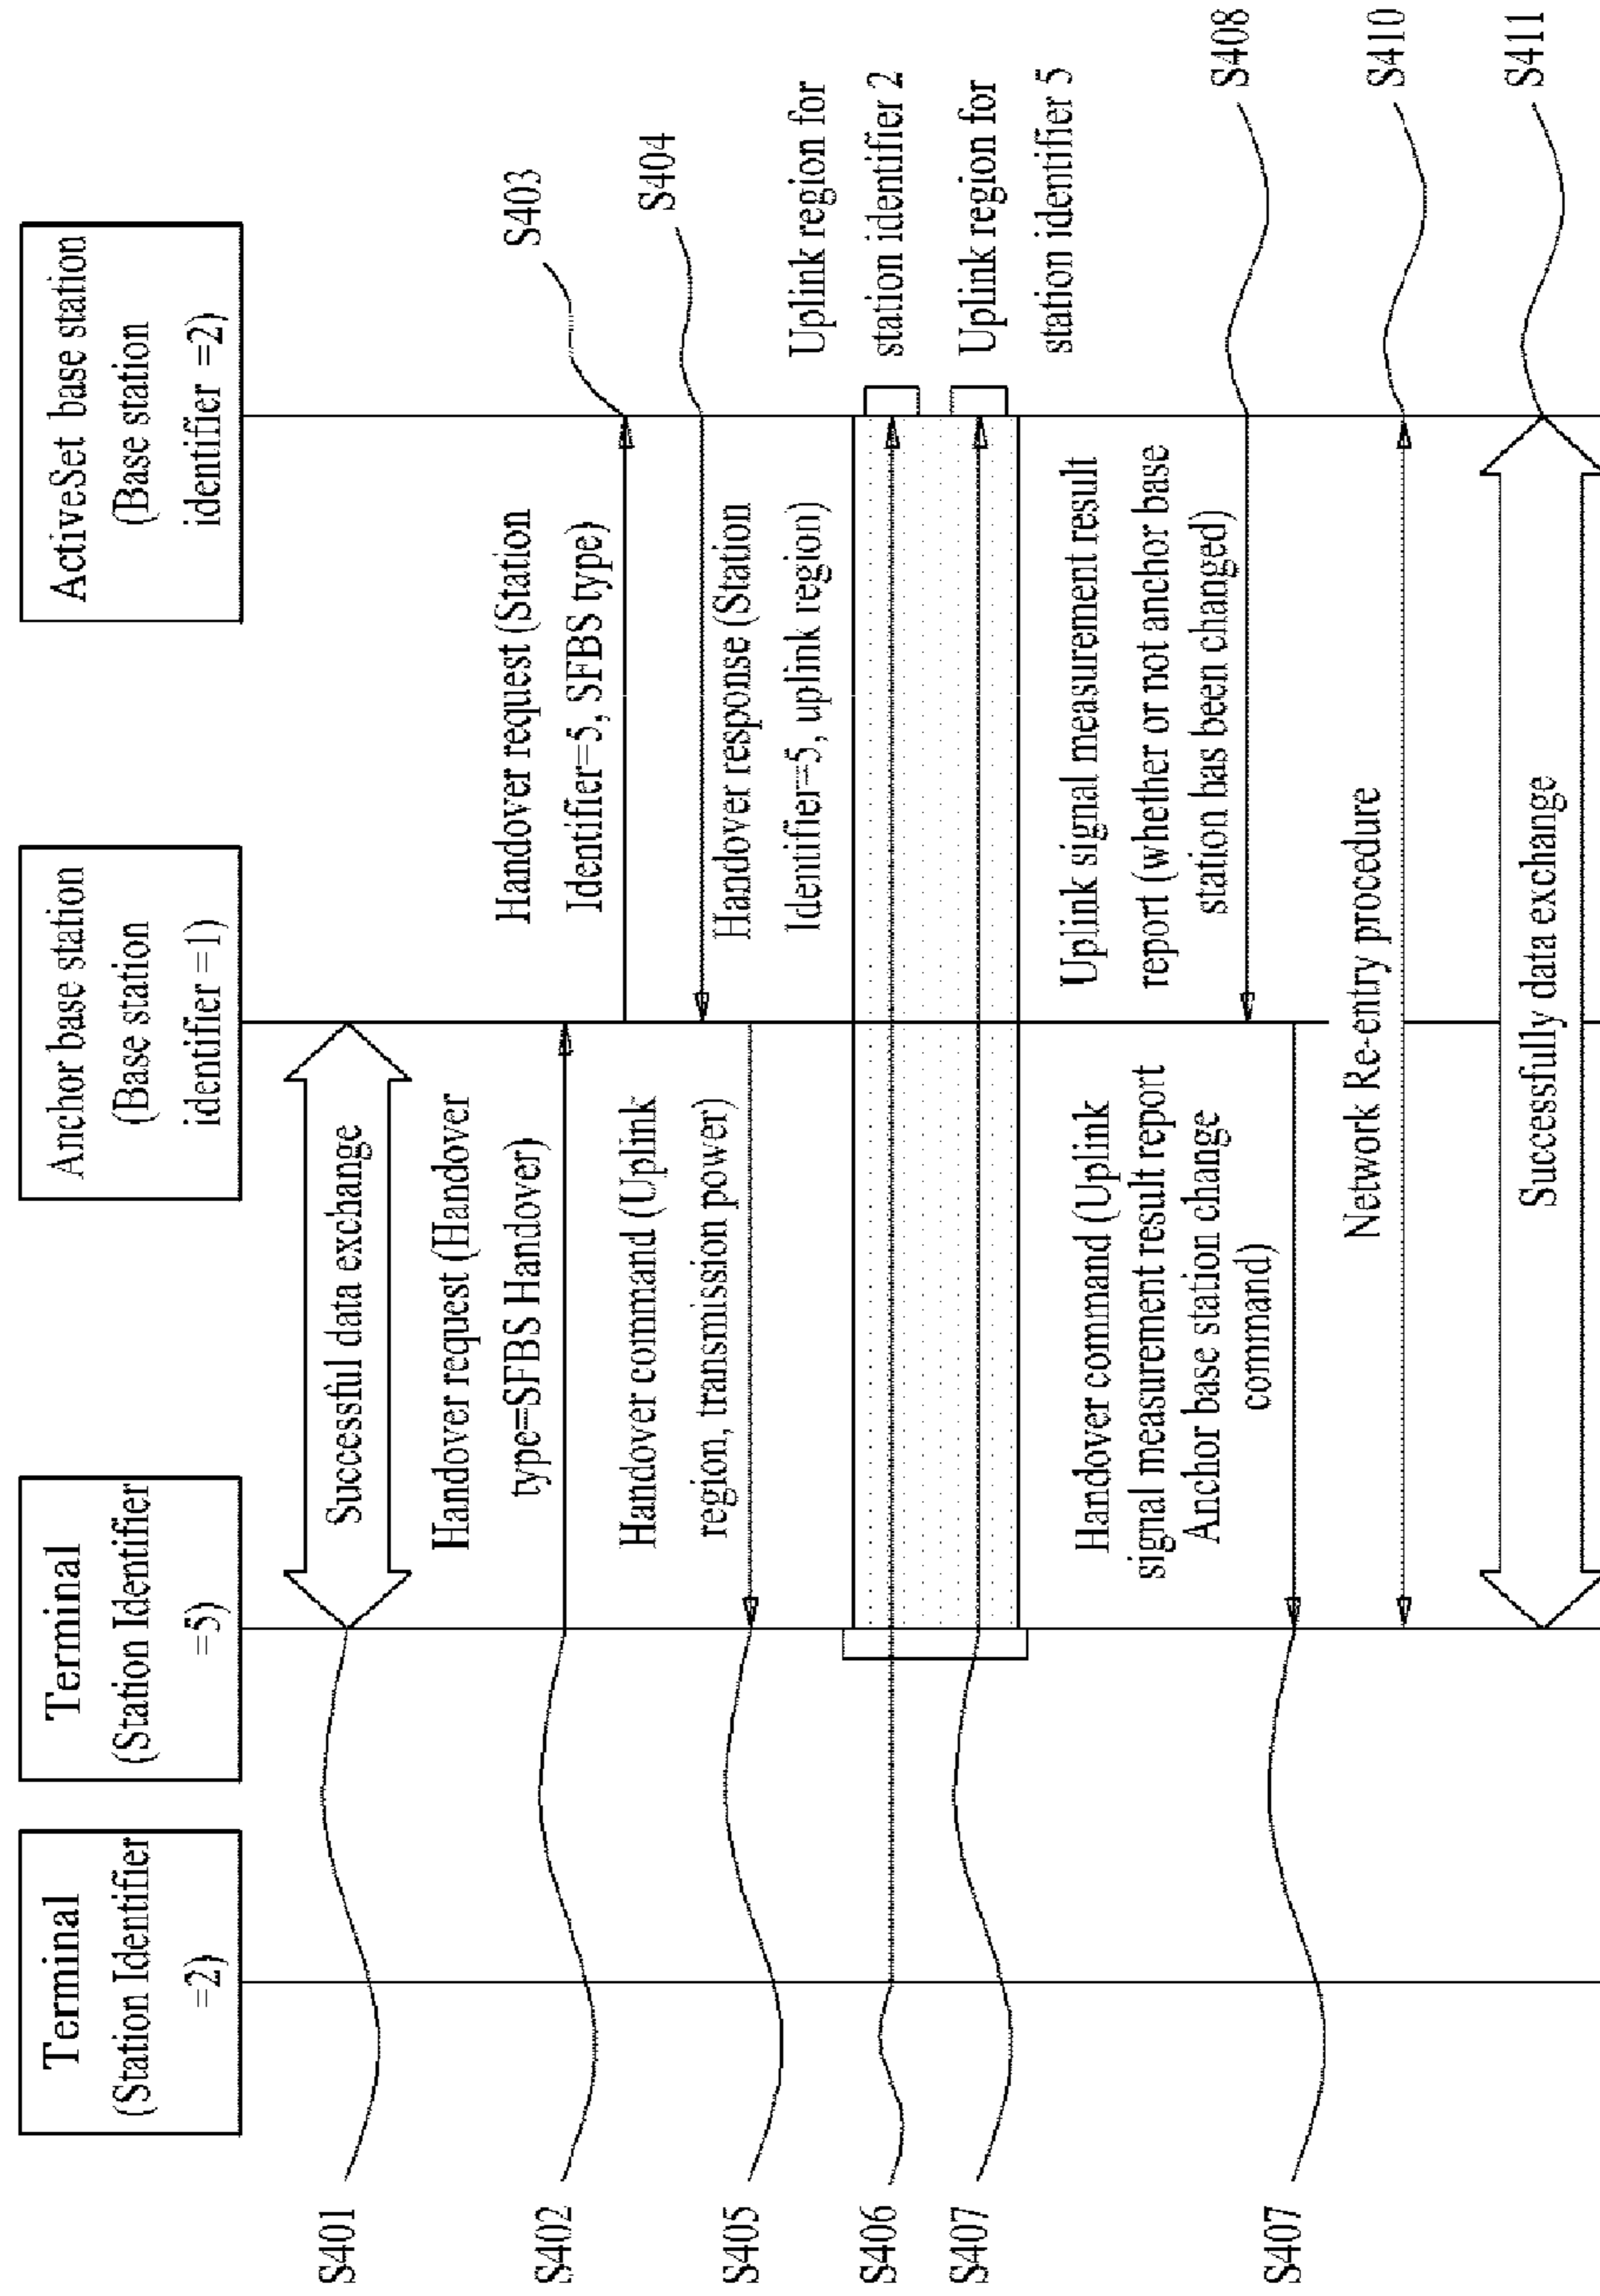 Terminal
(Station Identifier
=2)
Terminal
(Station Identifier
=5)
Anchor base station
(Base station
identifier =1)
ActiveSet base station
(Base station
identifier =2)
S401
Successful data exchange
S402
Handover request (Handover
type=SFBS Handover)
S403
Handover request (Station
Identifier=5, SFBS type)
S404
Handover response (Station
Identifier=5, uplink region)
S405
Handover command (Uplink
region, transmission power)
S406
Uplink region for
station identifier 2
S407
Uplink region for
station identifier 5
S408
Uplink signal measurement result
report (whether or not anchor base
station has been changed)
S407
Handover command (Uplink
signal measurement result report
Anchor base station change
command)
S410
Network Re-entry procedure
S411
Successfully data exchange